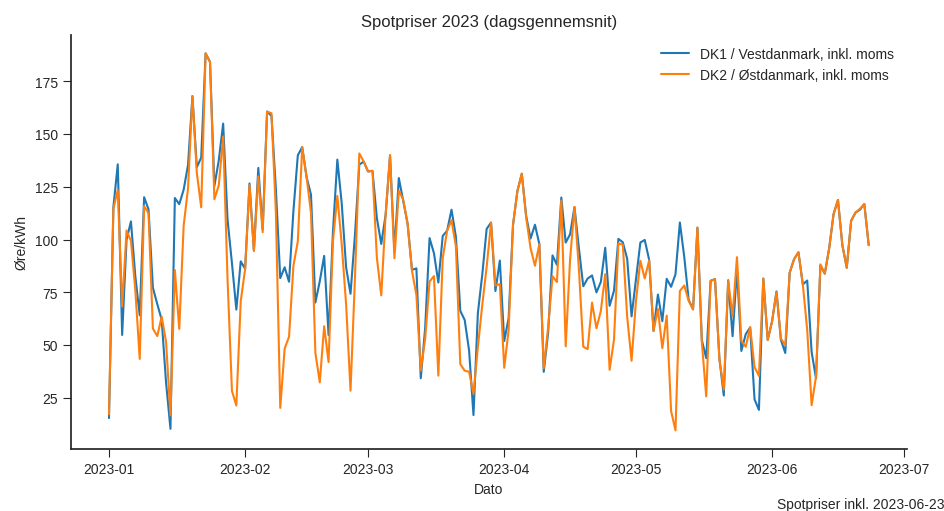 Spotpriser 2023 (dagsgennemsnit)
DK1 / Vestdanmark, inkl. moms
DK2 / Østdanmark, inkl. moms
Øre/kWh
175
150
125
100
75
50
25
2023-01 2023-02 2023-03 2023-04 2023-05 2023-06 2023-07
Dato
Spotpriser inkl. 2023-06-23